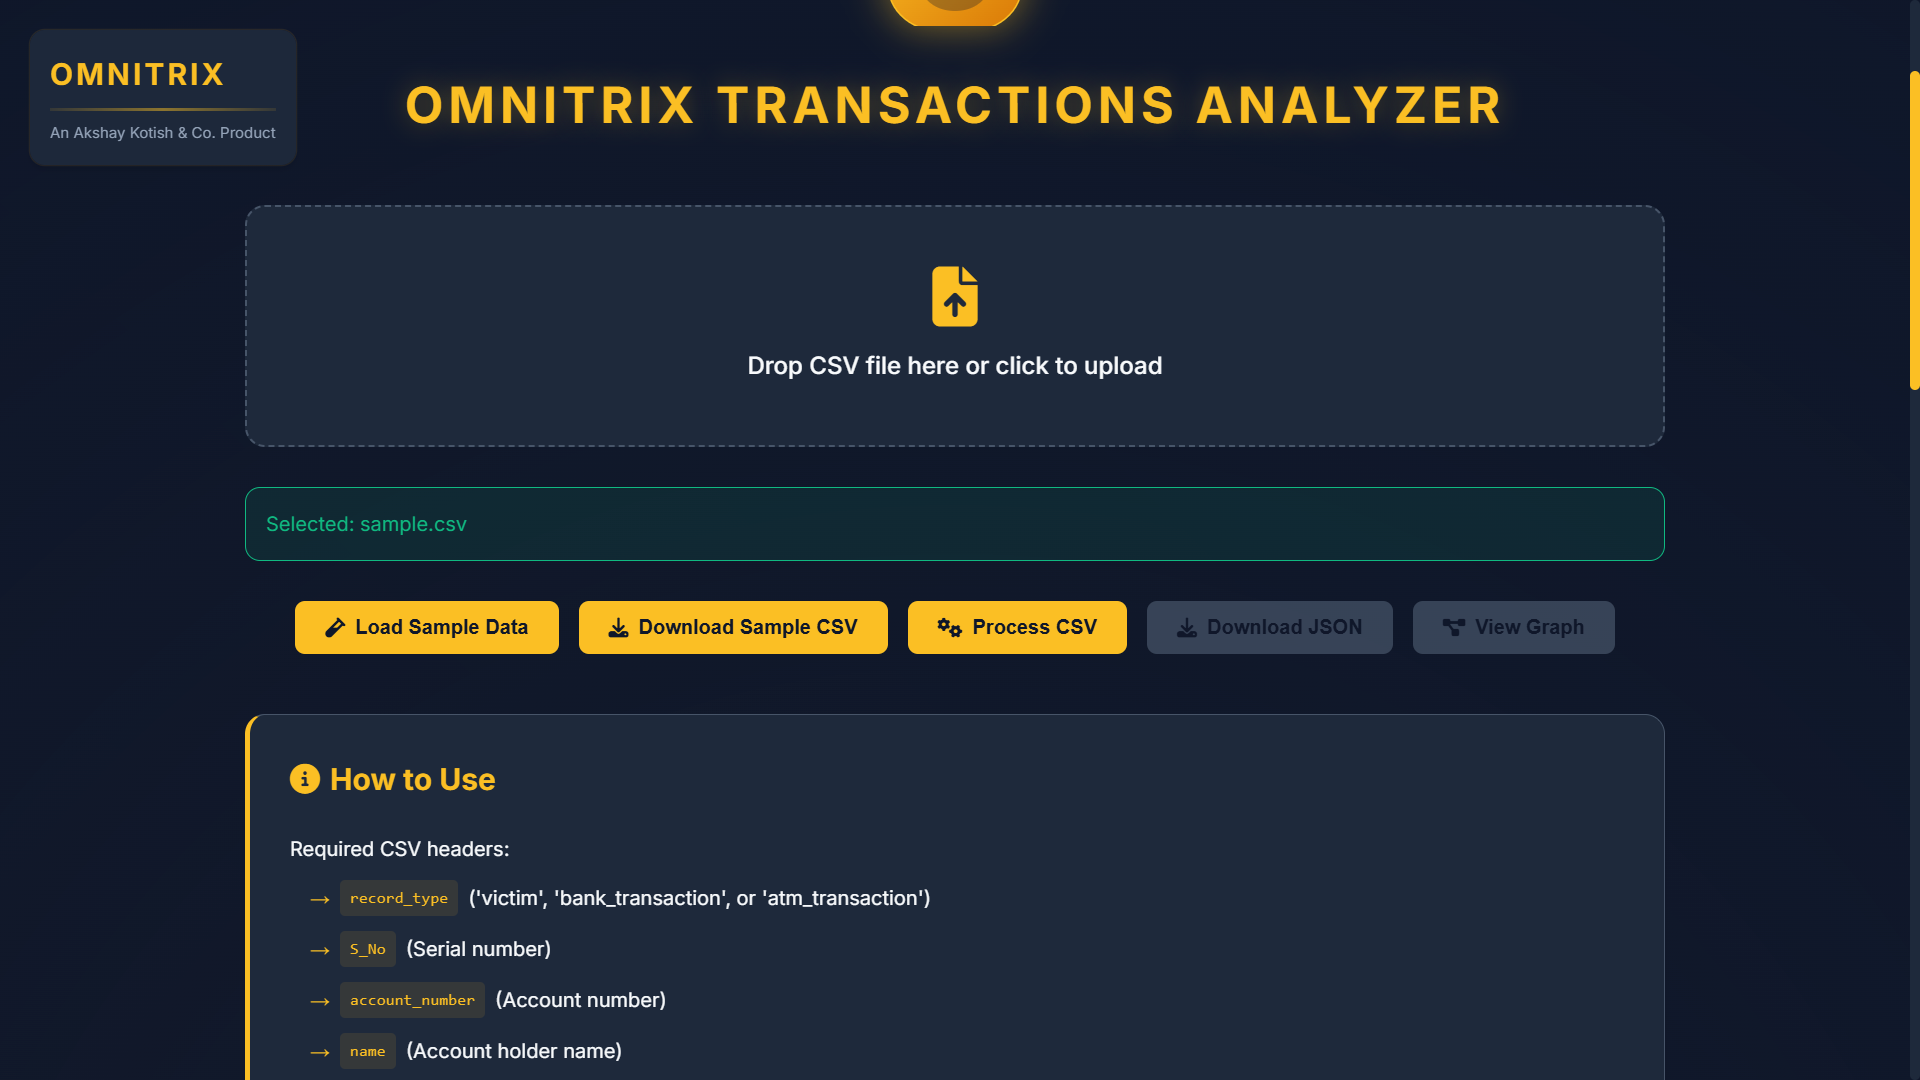 OMNITRIX
An Akshay Kotish & Co. Product
OMNITRIX TRANSACTIONS ANALYZER
Drop CSV file here or click to upload
Selected: sample.csv
Load Sample Data
Download Sample CSV
Process CSV
Download JSON
View Graph
How to Use
Required CSV headers:
→ record_type ('victim', 'bank_transaction', or 'atm_transaction')
→ S_No (Serial number)
→ account_number (Account number)
→ name (Account holder name)